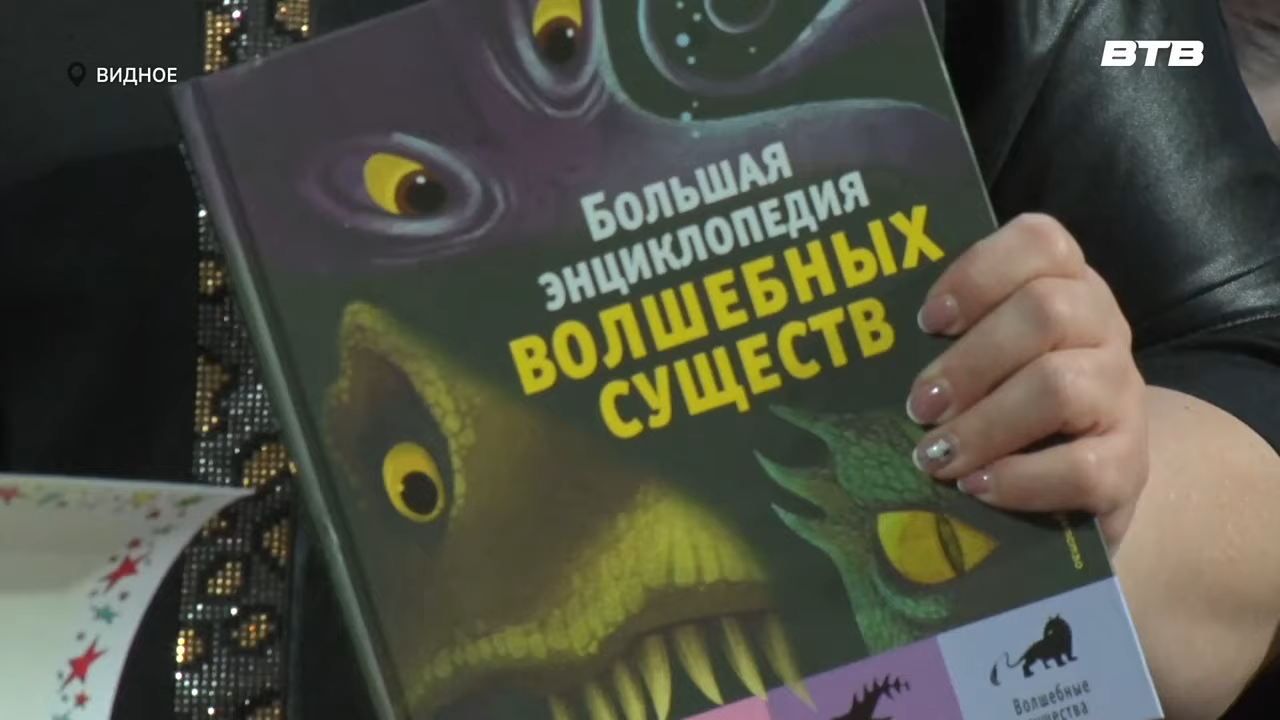 ВИДНОЕ
ВТВ
Большая
энциклопедия
ВОЛШЕБНЫХ
СУЩЕСТВ
Волшебные